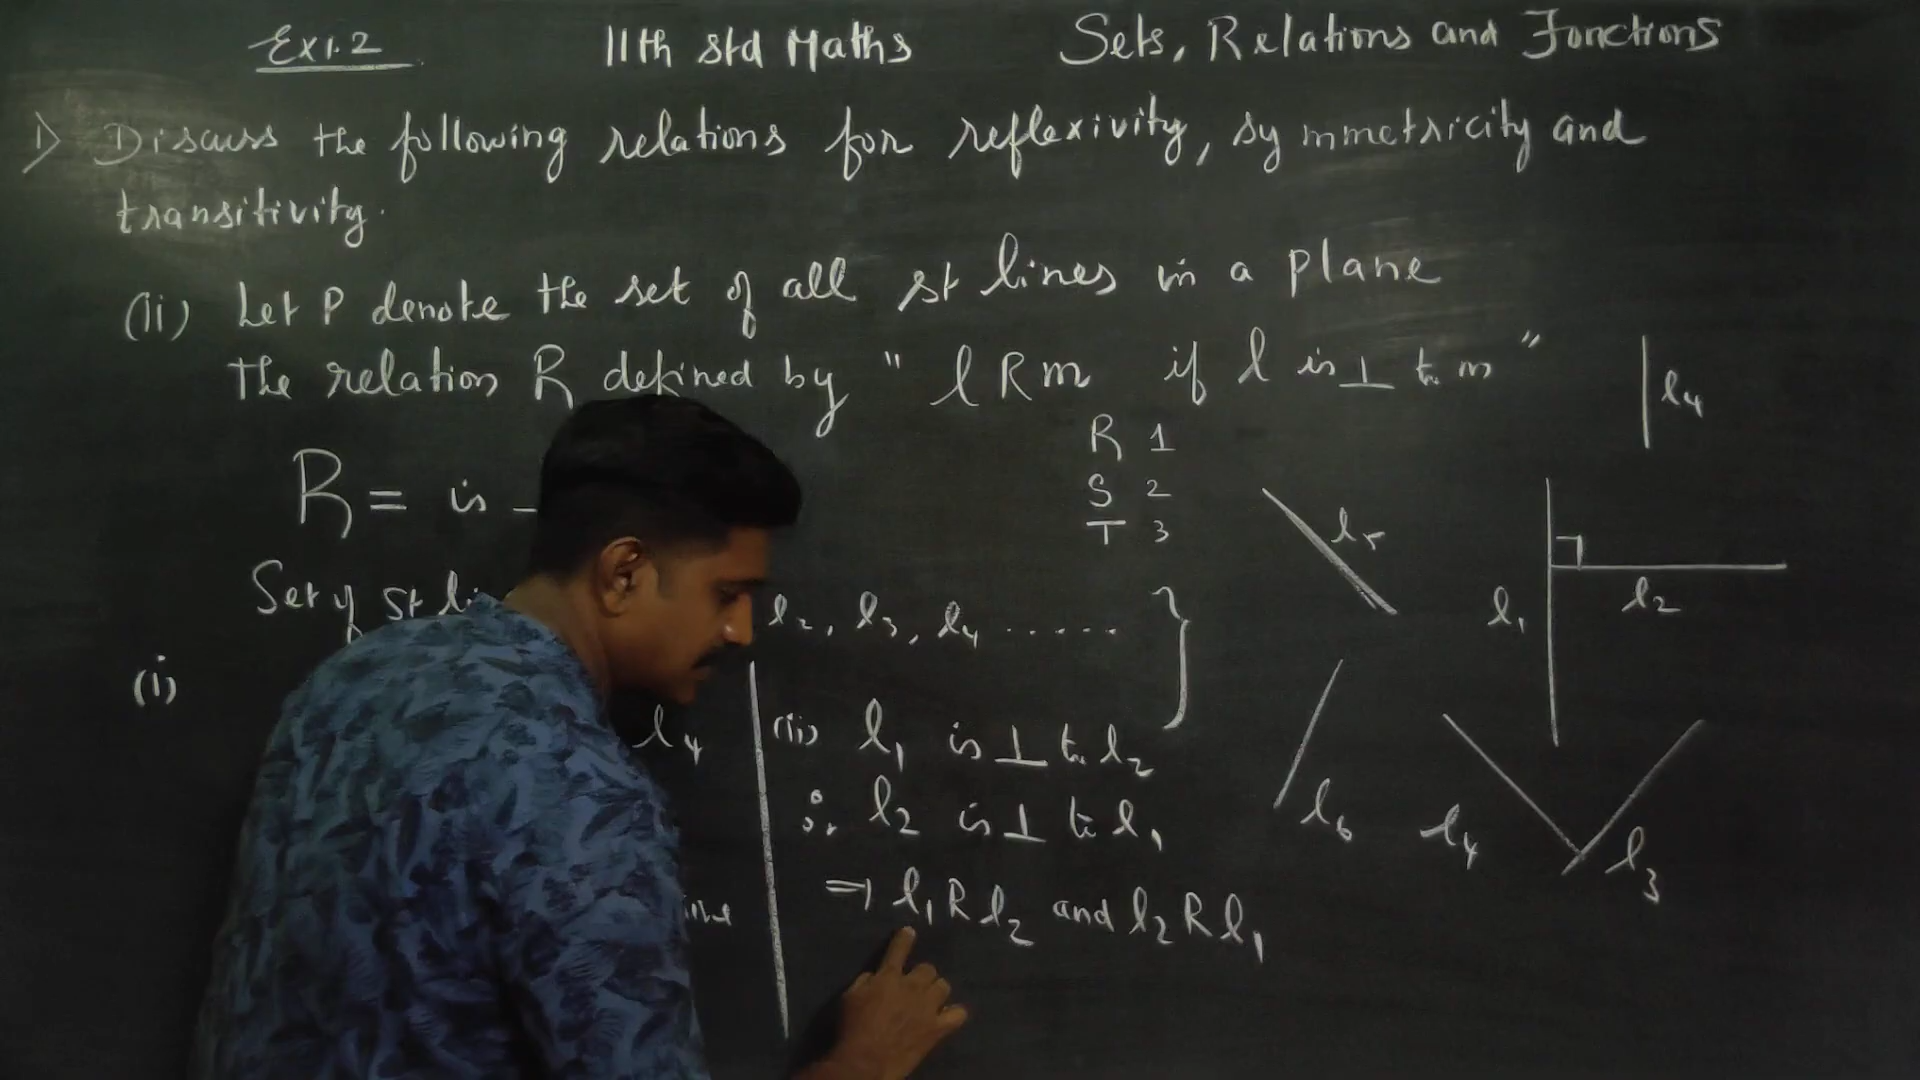 Ex1.2 11th std Maths Sets, Relations and Functions
1) Discuss the following relations for reflexivity, symmetricity and
transitivity.
(ii) Let P denote the set of all st lines in a plane
the relation R defined by " l R m if l is ⊥ to m "
R = is
R 1
S 2
T 3
Set of st
l2, l3, l4 ...... }
(i)
l4
(ii) l1 is ⊥ to l2
∴ l2 is ⊥ to l1
⇒ l1 R l2 and l2 R l1
l4
l5
l1
l2
l6
l4
l3